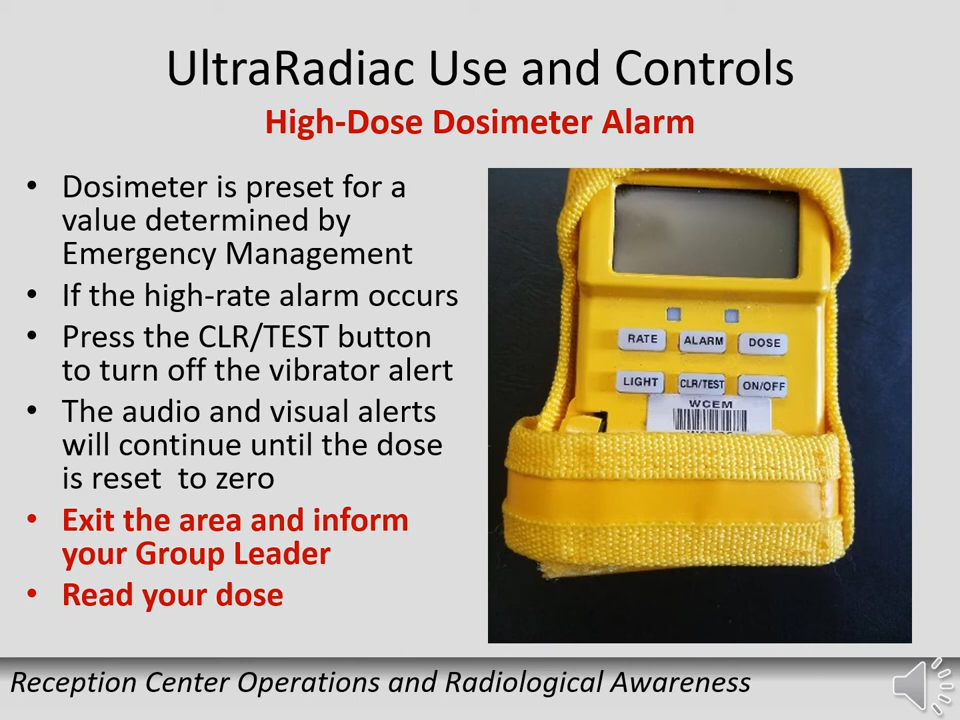 UltraRadiac Use and Controls
High-Dose Dosimeter Alarm
• Dosimeter is preset for a
value determined by
Emergency Management
• If the high-rate alarm occurs
• Press the CLR/TEST button
to turn off the vibrator alert
• The audio and visual alerts
will continue until the dose
is reset  to zero
• Exit the area and inform
your Group Leader
• Read your dose
RATE ALARM DOSE
LIGHT CLR/TEST ON/OFF
WCEM
Reception Center Operations and Radiological Awareness